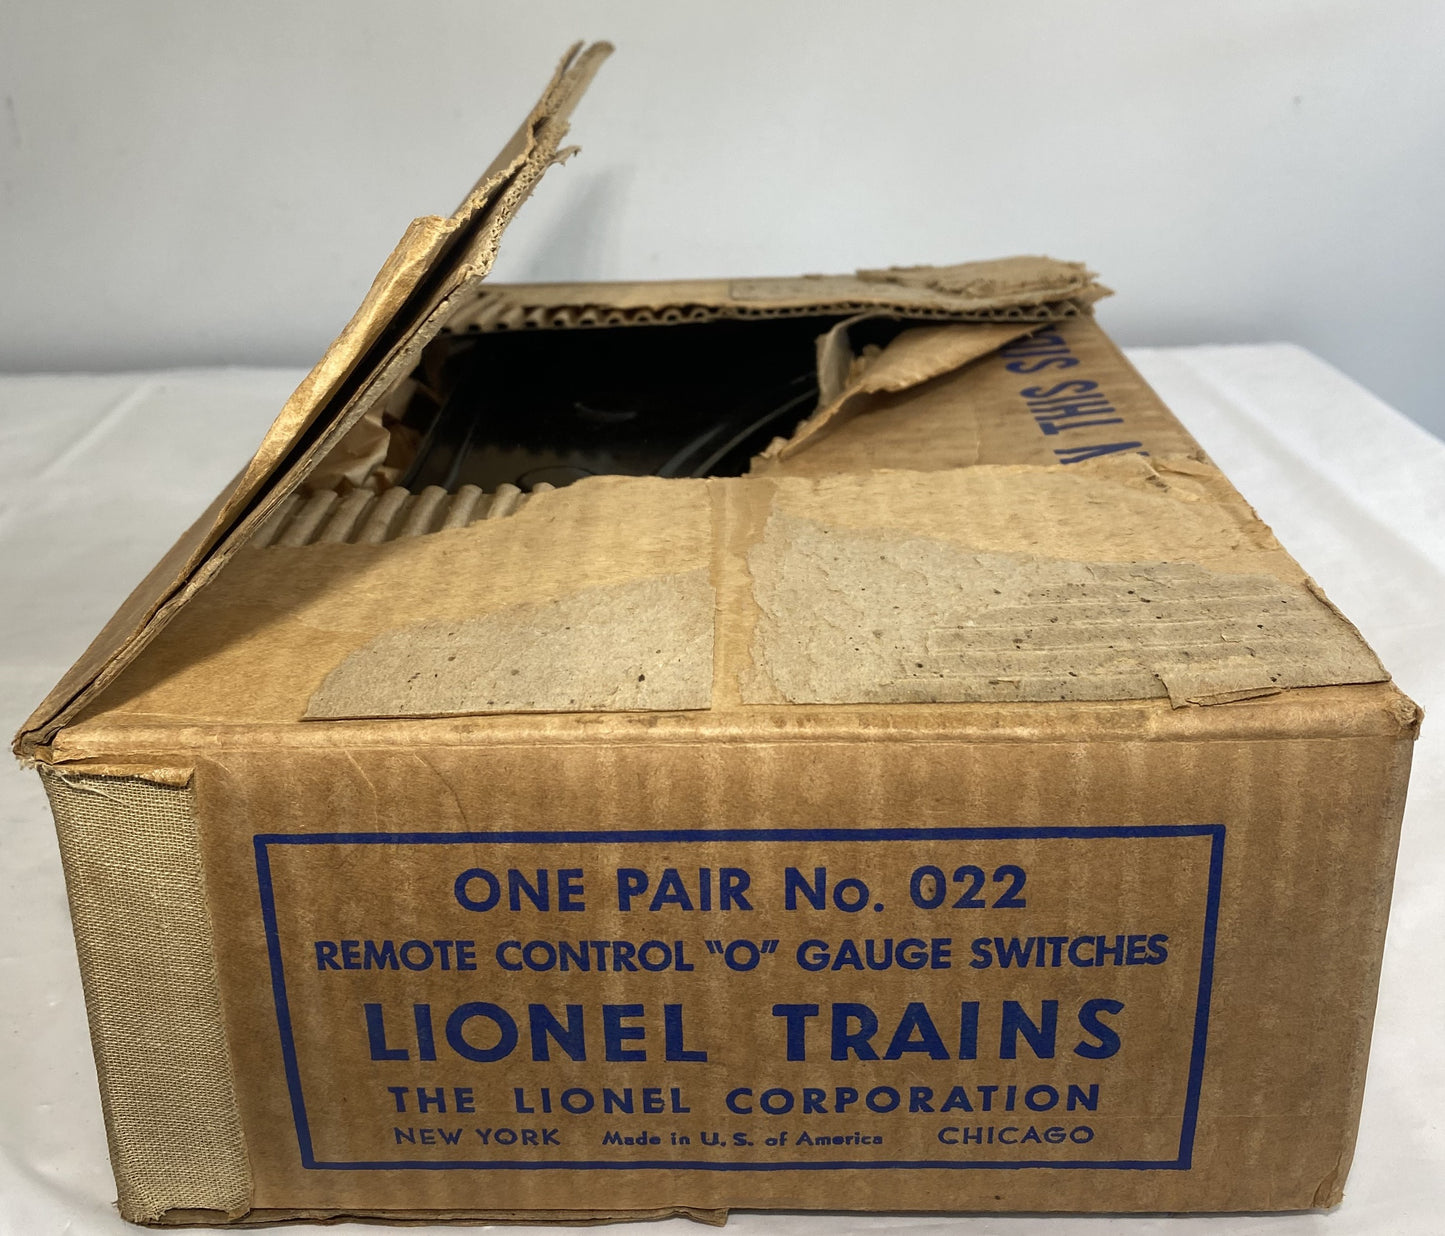 THIS
ONE PAIR No. 022
REMOTE CONTROL "O" GAUGE SWITCHES
LIONEL TRAINS
THE LIONEL CORPORATION
NEW YORK Made in U.S. of America CHICAGO